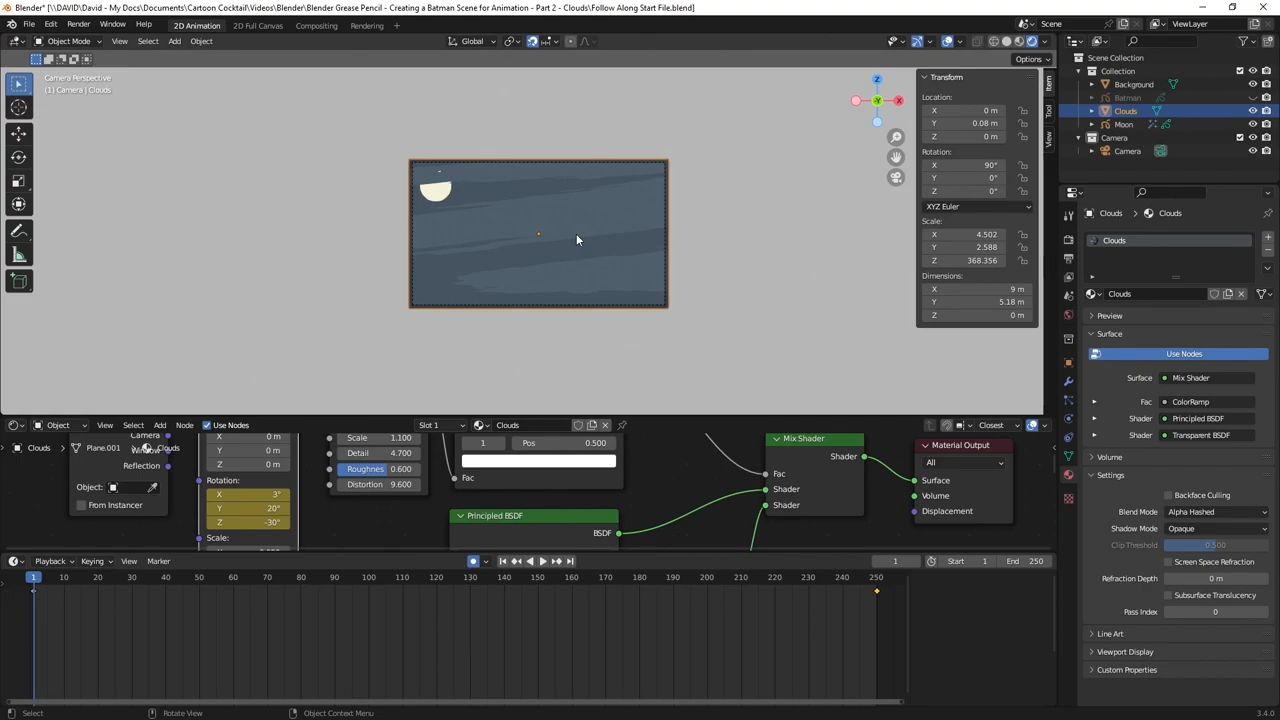 Blender* [\\DAVID\David - My Docs\Documents\Cartoon Cocktail\Videos\Blender\Blender Grease Pencil - Creating a Batman Scene for Animation - Part 2 - Clouds\Follow Along Start File.blend]
File Edit Render Window Help 2D Animation 2D Full Canvas Compositing Rendering Scene ViewLayer
Object Mode View Select Add Object Global
Options
Camera Perspective
(1) Camera | Clouds
Z
X
-Y
Transform
Location:
X 0 m
Y 0.08 m
Z 0 m
Rotation:
X 90°
Y 0°
Z 0°
XYZ Euler
Scale:
X 4.502
Y 2.588
Z 368.356
Dimensions:
X 9 m
Y 5.18 m
Z 0 m
Item
Tool
View
Scene Collection
Collection
Background
Batman
Clouds
Moon
Camera
Camera
Clouds Clouds
Clouds
Clouds
Preview
Surface
Use Nodes
Surface Mix Shader
Fac ColorRamp
Shader Principled BSDF
Shader Transparent BSDF
Volume
Settings
Backface Culling
Blend Mode Alpha Hashed
Shadow Mode Opaque
Clip Threshold 0.500
Screen Space Refraction
Refraction Depth 0 m
Subsurface Translucency
Pass Index 0
Line Art
Viewport Display
Custom Properties
Object View Select Add Node Use Nodes Slot 1 Clouds Closest
Clouds Plane.001 Clouds
Camera
Window
Reflection
Object:
From Instancer
X 0 m
Y 0 m
Z 0 m
Rotation:
X 3°
Y 20°
Z -30°
Scale:
Scale 1.100
Detail 4.700
Roughnes 0.600
Distortion 9.600
1 Pos 0.500
Fac
Principled BSDF
BSDF
Mix Shader
Shader
Fac
Shader
Shader
Material Output
All
Surface
Volume
Displacement
Playback Keying View Marker 1 Start 1 End 250
1 10 20 30 40 50 60 70 80 90 100 110 120 130 140 150 160 170 180 190 200 210 220 230 240 250
Select Rotate View Object Context Menu 3.4.0